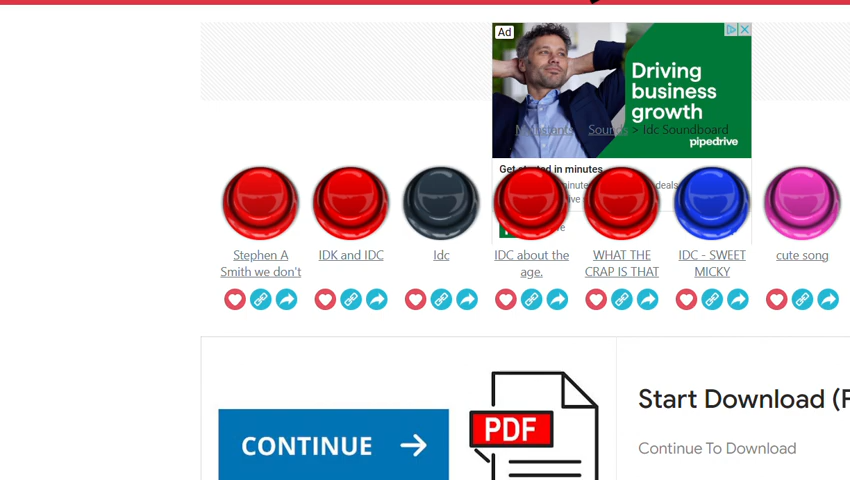 Ad
Driving
business
growth
Myinstants > Sounds > Idc Soundboard
pipedrive
Get started in minutes
Stephen A
Smith we don't
IDK and IDC
Idc
IDC about the
age.
WHAT THE
CRAP IS THAT
IDC - SWEET
MICKY
cute song
CONTINUE
PDF
Start Download (F
Continue To Download